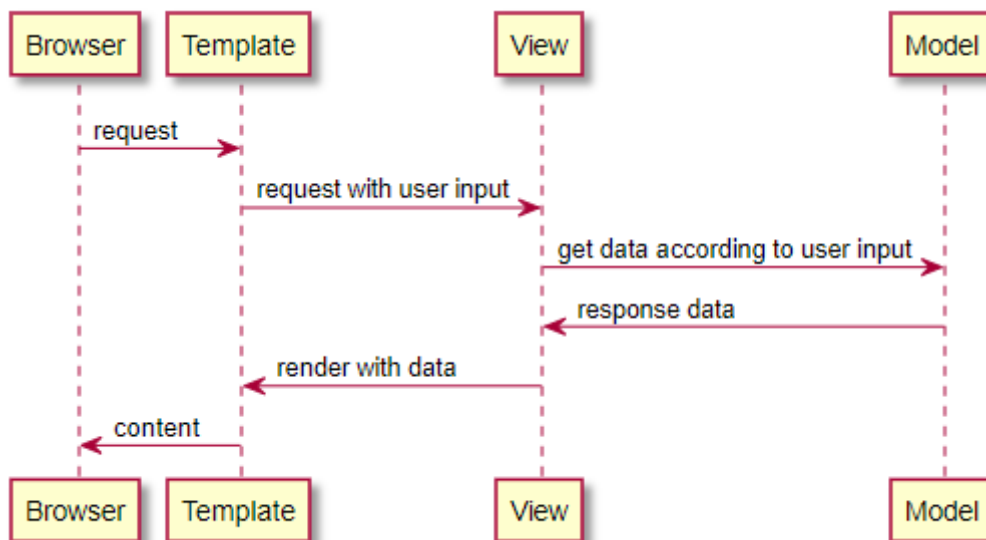 Browser Template View Model
request
request with user input
get data according to user input
response data
render with data
content
Browser Template View Model